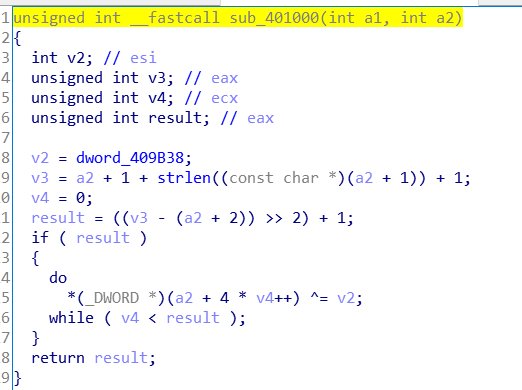 1 unsigned int __fastcall sub_401000(int a1, int a2)
2 {
3 int v2; // esi
4 unsigned int v3; // eax
5 unsigned int v4; // ecx
6 unsigned int result; // eax
7
8 v2 = dword_409B38;
9 v3 = a2 + 1 + strlen((const char *)(a2 + 1)) + 1;
0 v4 = 0;
1 result = ((v3 - (a2 + 2)) >> 2) + 1;
2 if ( result )
3 {
4 do
5 *(_DWORD *)(a2 + 4 * v4++) ^= v2;
6 while ( v4 < result );
7 }
8 return result;
9 }